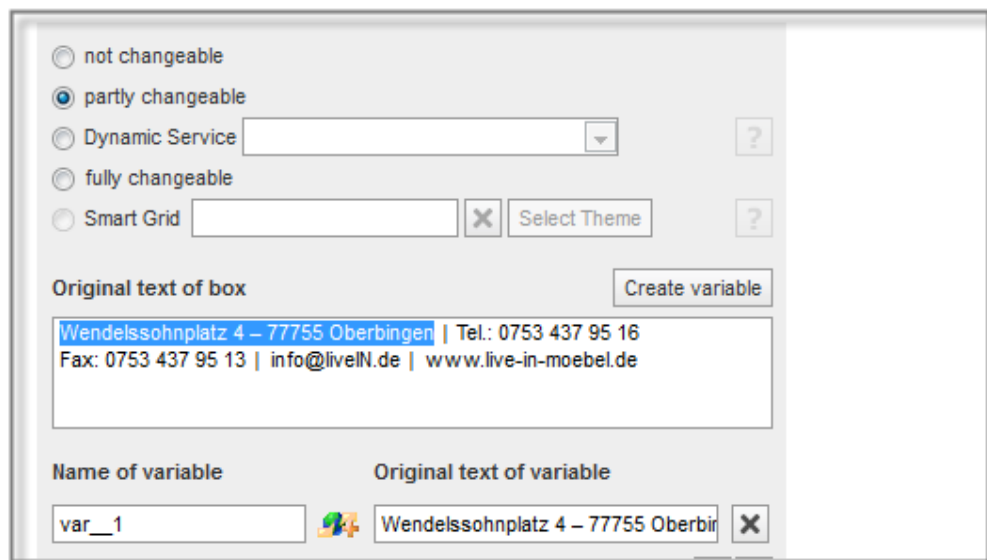 not changeable
partly changeable
Dynamic Service ?
fully changeable
Smart Grid Select Theme ?
Original text of box Create variable
Wendelssohnplatz 4 – 77755 Oberbingen | Tel.: 0753 437 95 16
Fax: 0753 437 95 13 | info@liveIN.de | www.live-in-moebel.de
Name of variable Original text of variable
var__1 Wendelssohnplatz 4 – 77755 Oberbin